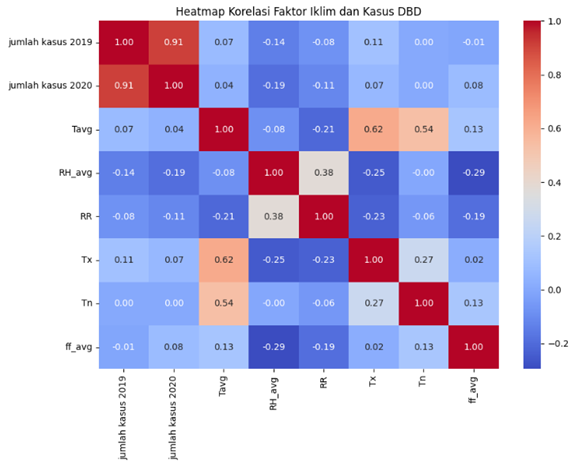 Heatmap Korelasi Faktor Iklim dan Kasus DBD
jumlah kasus 2019 1.00 0.91 0.07 -0.14 -0.08 0.11 0.00 -0.01
jumlah kasus 2020 0.91 1.00 0.04 -0.19 -0.11 0.07 0.00 0.08
Tavg 0.07 0.04 1.00 -0.08 -0.21 0.62 0.54 0.13
RH_avg -0.14 -0.19 -0.08 1.00 0.38 -0.25 -0.00 -0.29
RR -0.08 -0.11 -0.21 0.38 1.00 -0.23 -0.06 -0.19
Tx 0.11 0.07 0.62 -0.25 -0.23 1.00 0.27 0.02
Tn 0.00 0.00 0.54 -0.00 -0.06 0.27 1.00 0.13
ff_avg -0.01 0.08 0.13 -0.29 -0.19 0.02 0.13 1.00
jumlah kasus 2019
jumlah kasus 2020
Tavg
RH_avg
RR
Tx
Tn
ff_avg
1.0
0.8
0.6
0.4
0.2
0.0
-0.2